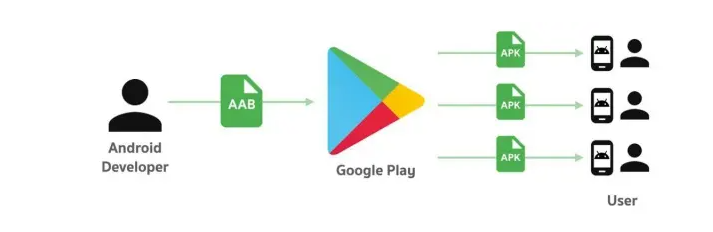 Android
Developer
AAB
Google Play
APK
APK
APK
User